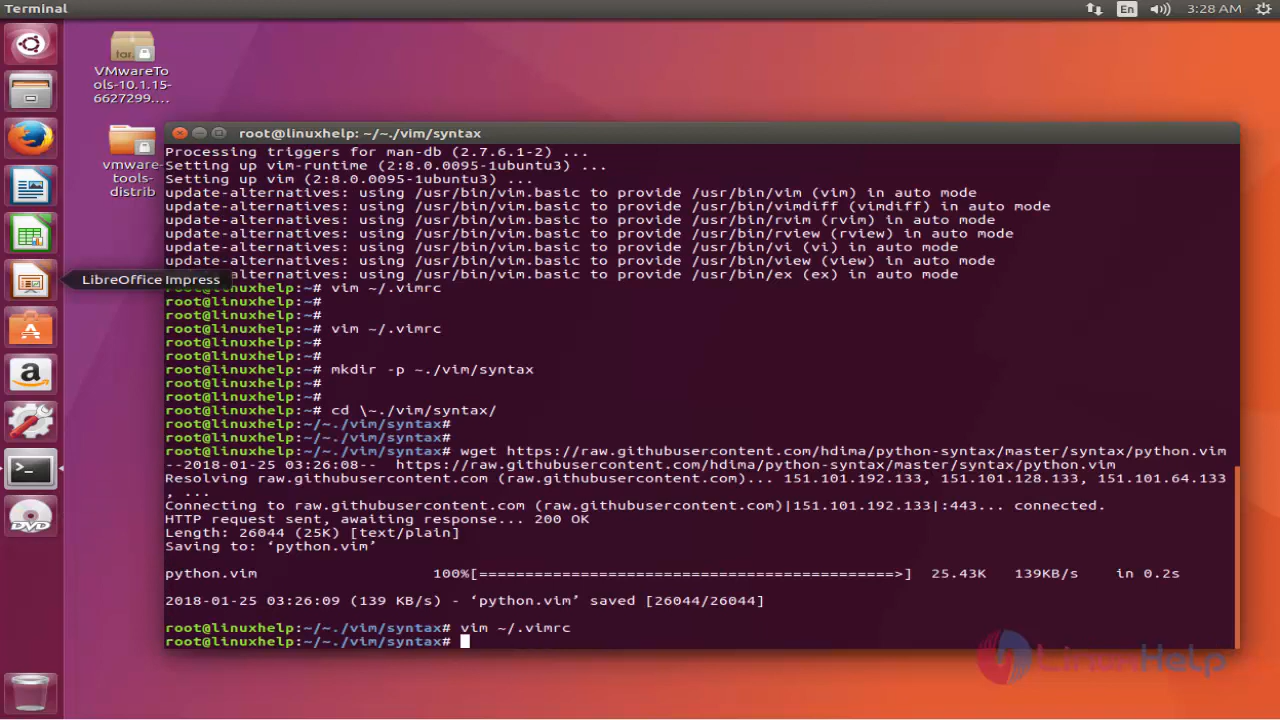 Terminal
En
3:28 AM
tar.
VMwareTo
ols-10.1.15-
6627299....
vmware-
tools-
distrib
LibreOffice Impress
root@linuxhelp: ~/~./vim/syntax
Processing triggers for man-db (2.7.6.1-2) ...
Setting up vim-runtime (2:8.0.0095-1ubuntu3) ...
Setting up vim (2:8.0.0095-1ubuntu3) ...
update-alternatives: using /usr/bin/vim.basic to provide /usr/bin/vim (vim) in auto mode
update-alternatives: using /usr/bin/vim.basic to provide /usr/bin/vimdiff (vimdiff) in auto mode
update-alternatives: using /usr/bin/vim.basic to provide /usr/bin/rvim (rvim) in auto mode
update-alternatives: using /usr/bin/vim.basic to provide /usr/bin/rview (rview) in auto mode
update-alternatives: using /usr/bin/vim.basic to provide /usr/bin/vi (vi) in auto mode
update-alternatives: using /usr/bin/vim.basic to provide /usr/bin/view (view) in auto mode
alternatives: using /usr/bin/vim.basic to provide /usr/bin/ex (ex) in auto mode
root@linuxhelp:~# vim ~/.vimrc
root@linuxhelp:~#
root@linuxhelp:~#
root@linuxhelp:~# vim ~/.vimrc
root@linuxhelp:~#
root@linuxhelp:~#
root@linuxhelp:~# mkdir -p ~./vim/syntax
root@linuxhelp:~#
root@linuxhelp:~#
root@linuxhelp:~# cd \~./vim/syntax/
root@linuxhelp:~/~./vim/syntax#
root@linuxhelp:~/~./vim/syntax#
root@linuxhelp:~/~./vim/syntax# wget https://raw.githubusercontent.com/hdima/python-syntax/master/syntax/python.vim
--2018-01-25 03:26:08--  https://raw.githubusercontent.com/hdima/python-syntax/master/syntax/python.vim
Resolving raw.githubusercontent.com (raw.githubusercontent.com)... 151.101.192.133, 151.101.128.133, 151.101.64.133
, ...
Connecting to raw.githubusercontent.com (raw.githubusercontent.com)|151.101.192.133|:443... connected.
HTTP request sent, awaiting response... 200 OK
Length: 26044 (25K) [text/plain]
Saving to: ‘python.vim’
python.vim 100%[=============================================>] 25.43K 139KB/s in 0.2s
2018-01-25 03:26:09 (139 KB/s) - ‘python.vim’ saved [26044/26044]
root@linuxhelp:~/~./vim/syntax# vim ~/.vimrc
root@linuxhelp:~/~./vim/syntax#
LinuxHelp
a
DVD